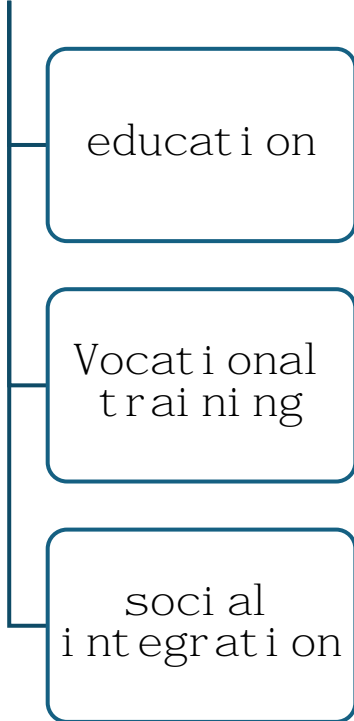 education
Vocational
training
social
integration